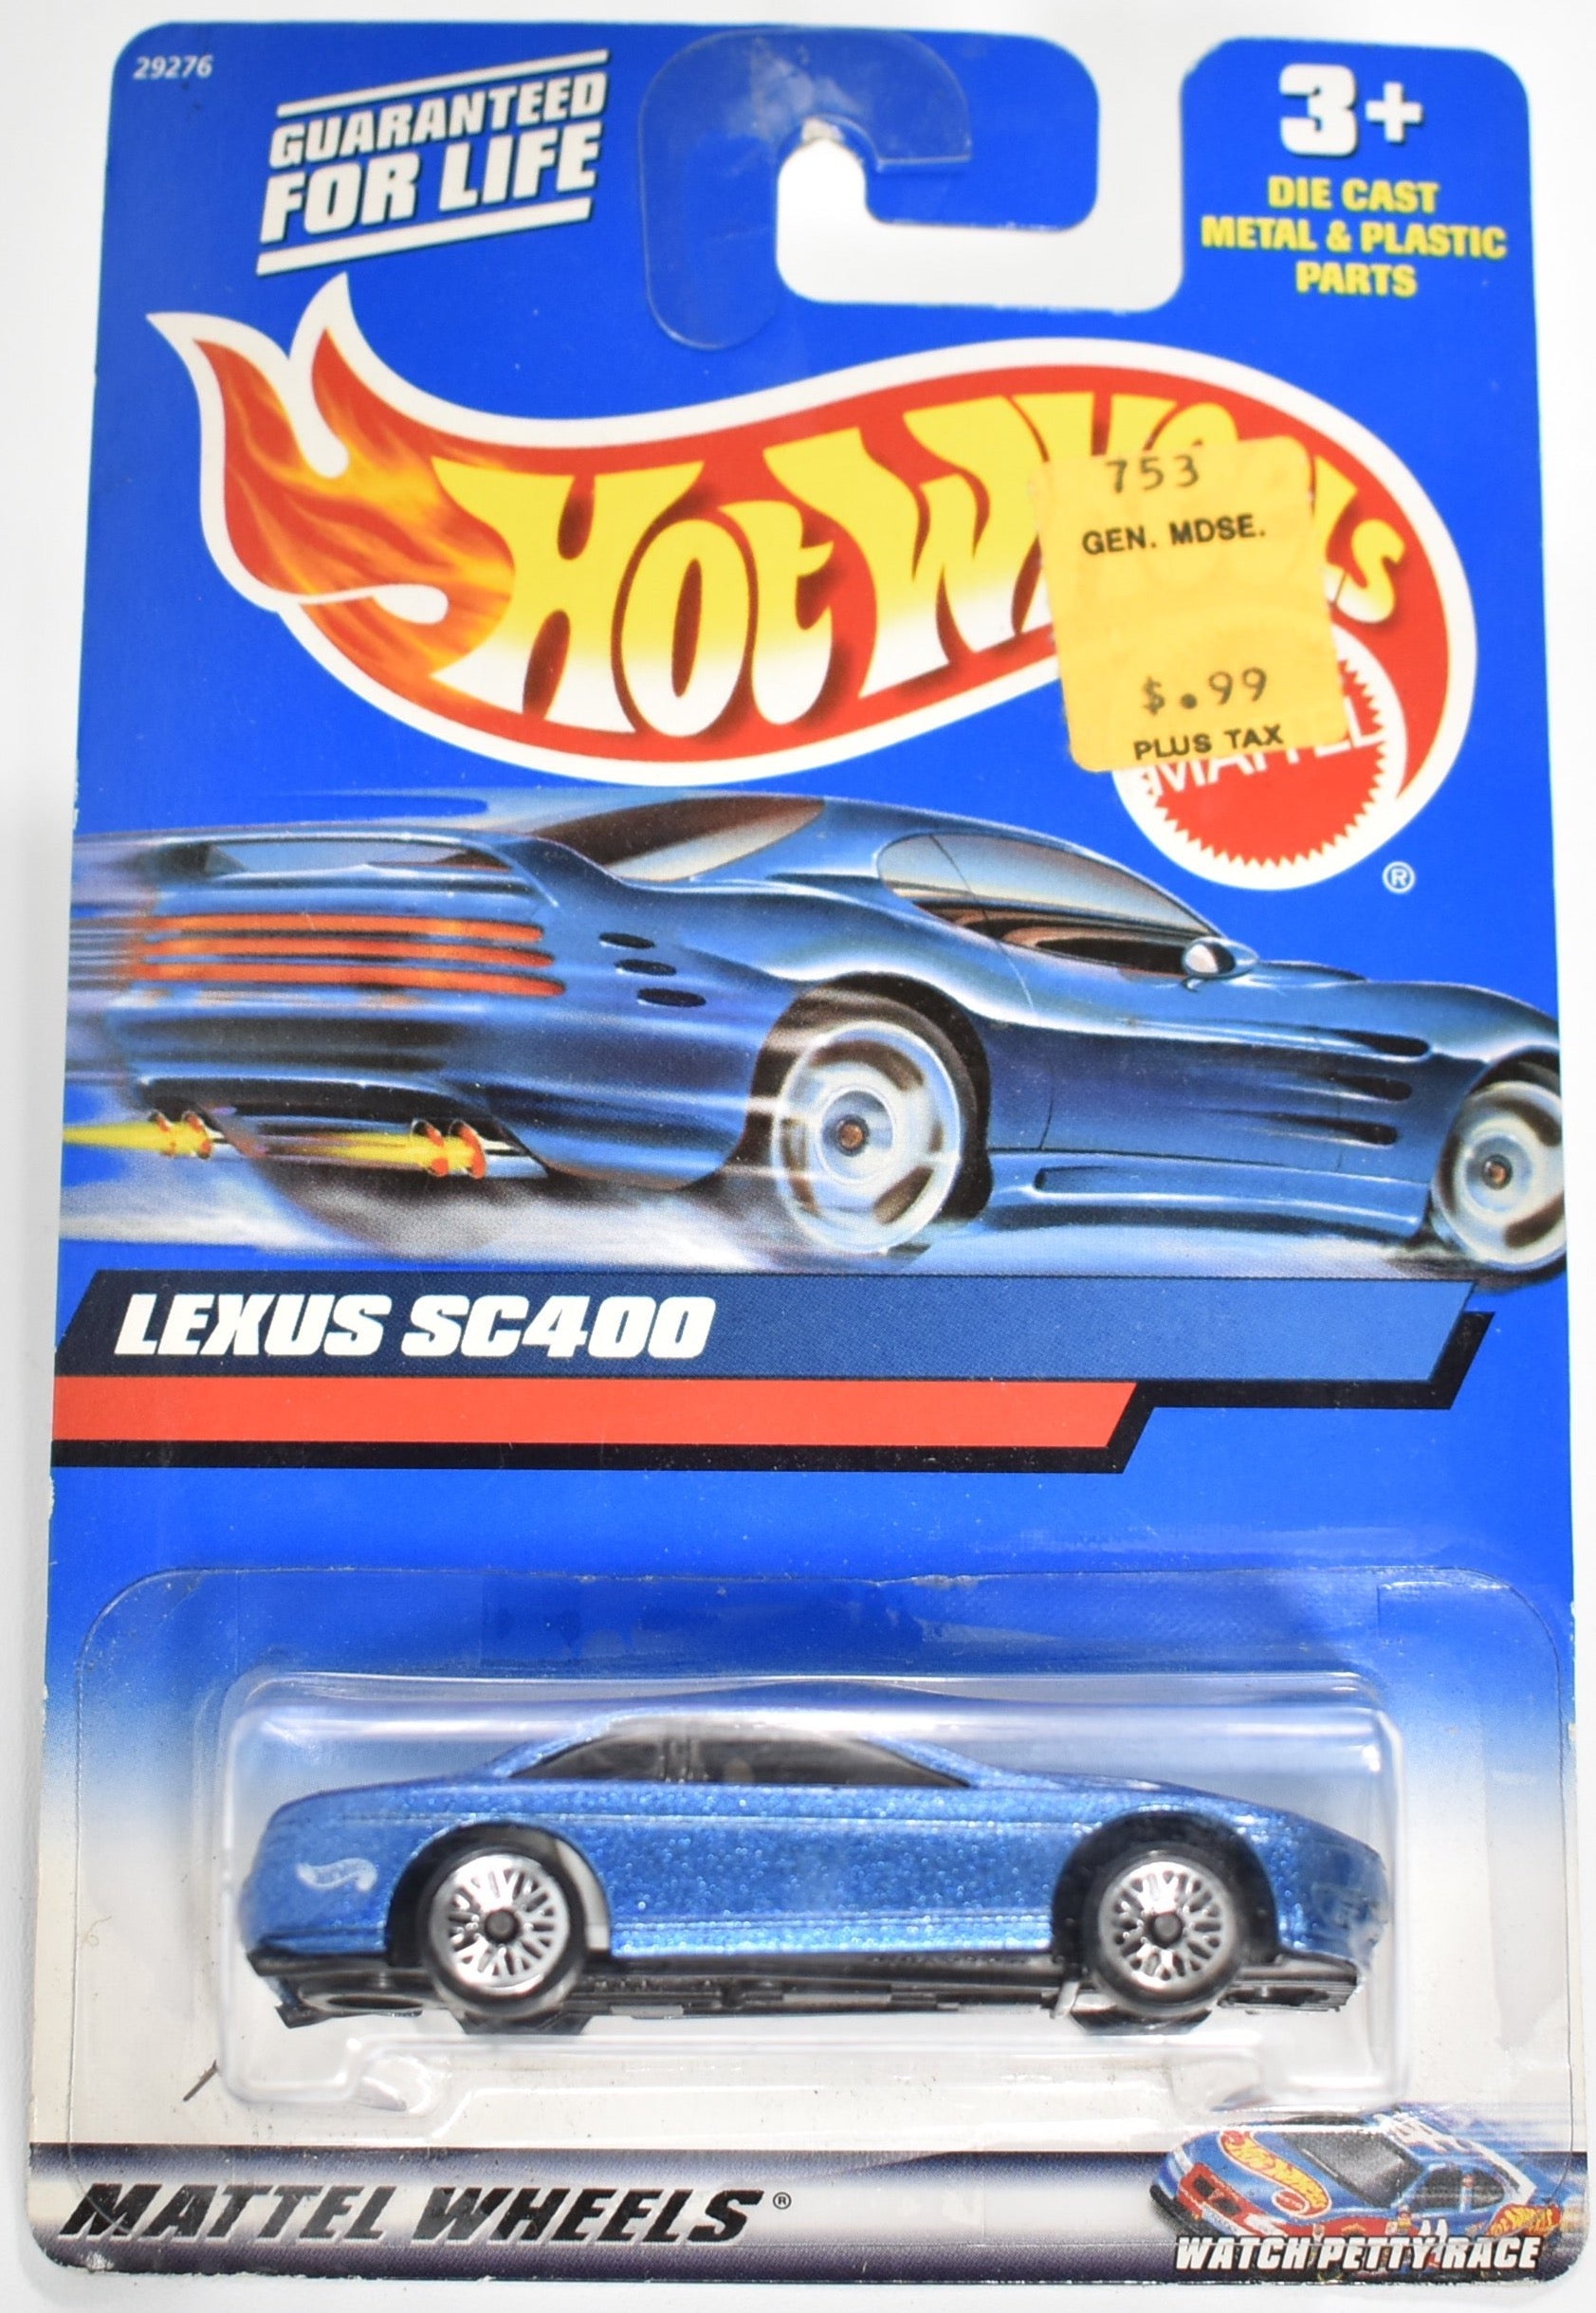 29276
GUARANTEED
FOR LIFE
3+
DIE CAST
METAL & PLASTIC
PARTS
HOT
753
GEN. MDSE.
$.99
PLUS TAX
MATTEL
®
LEXUS SC400
MATTEL WHEELS®
WATCH PETTY RACE